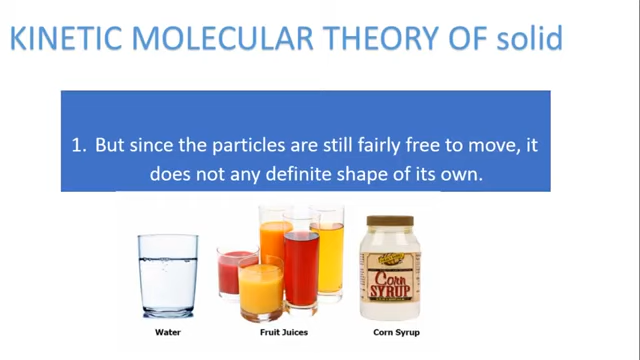 KINETIC MOLECULAR THEORY OF solid
1. But since the particles are still fairly free to move, it
does not any definite shape of its own.
Corn
SYRUP
Water
Fruit Juices
Corn Syrup